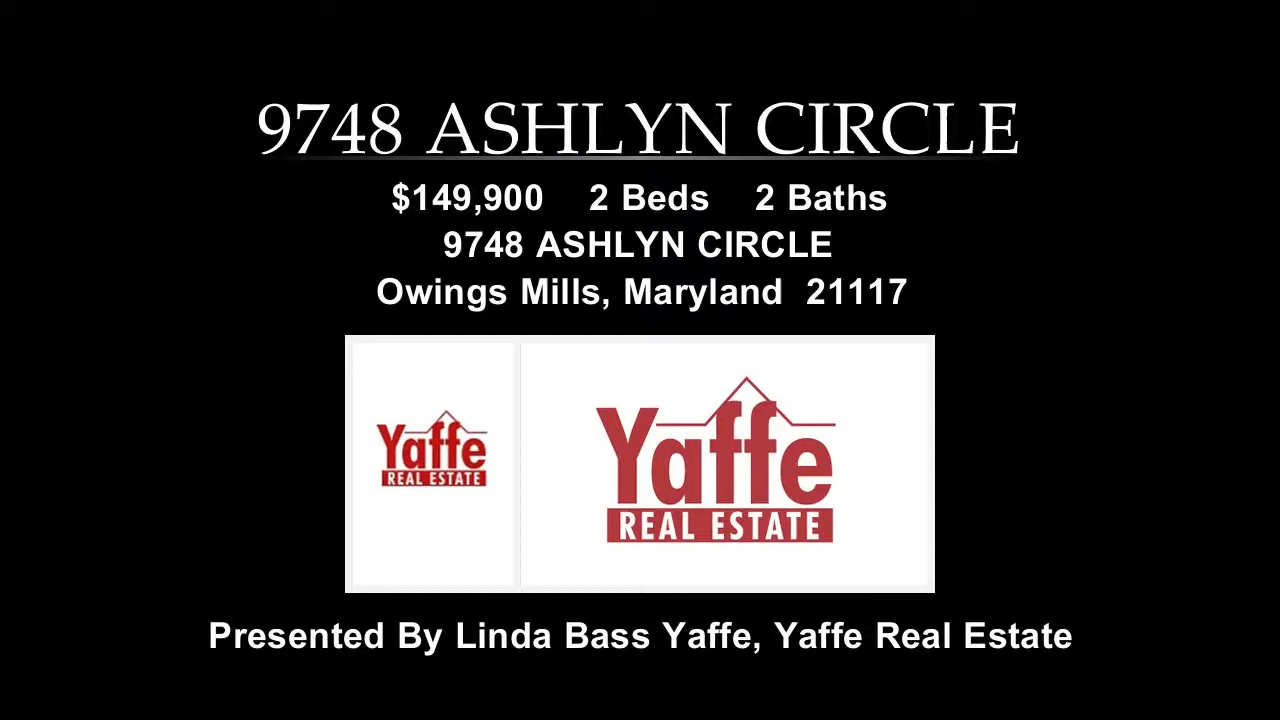 9748 ASHLYN CIRCLE
$149,900 2 Beds 2 Baths
9748 ASHLYN CIRCLE
Owings Mills, Maryland 21117
Yaffe
REAL ESTATE
Yaffe
REAL ESTATE
Presented By Linda Bass Yaffe, Yaffe Real Estate